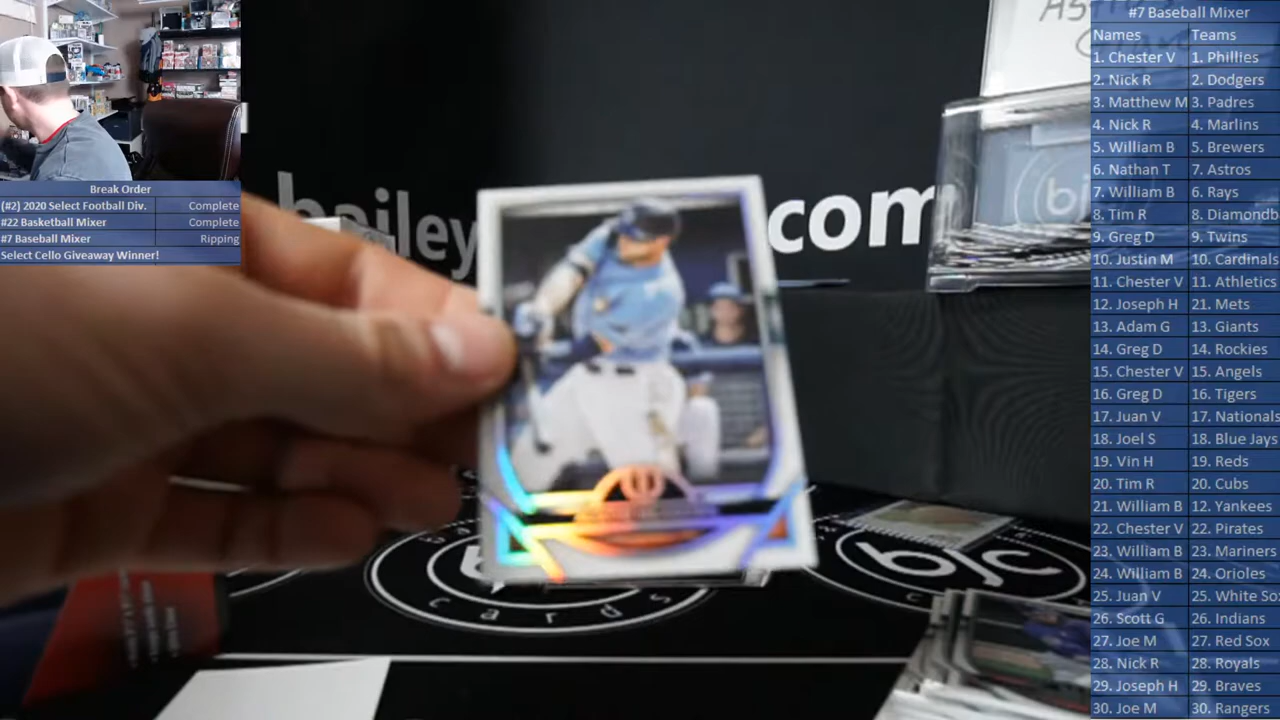 Break Order
(#2) 2020 Select Football Div. Complete
#22 Basketball Mixer Complete
#7 Baseball Mixer Ripping
Select Cello Giveaway Winner!
bailey
.com
bjc
cards
bjc
#7 Baseball Mixer
Names Teams
1. Chester V 1. Phillies
2. Nick R 2. Dodgers
3. Matthew M 3. Padres
4. Nick R 4. Marlins
5. William B 5. Brewers
6. Nathan T 7. Astros
7. William B 6. Rays
8. Tim R 8. Diamondb
9. Greg D 9. Twins
10. Justin M 10. Cardinals
11. Chester V 11. Athletics
12. Joseph H 21. Mets
13. Adam G 13. Giants
14. Greg D 14. Rockies
15. Chester V 15. Angels
16. Greg D 16. Tigers
17. Juan V 17. Nationals
18. Joel S 18. Blue Jays
19. Vin H 19. Reds
20. Tim R 20. Cubs
21. William B 12. Yankees
22. Chester V 22. Pirates
23. William B 23. Mariners
24. William B 24. Orioles
25. Juan V 25. White So
26. Scott G 26. Indians
27. Joe M 27. Red Sox
28. Nick R 28. Royals
29. Joseph H 29. Braves
30. Joe M 30. Rangers